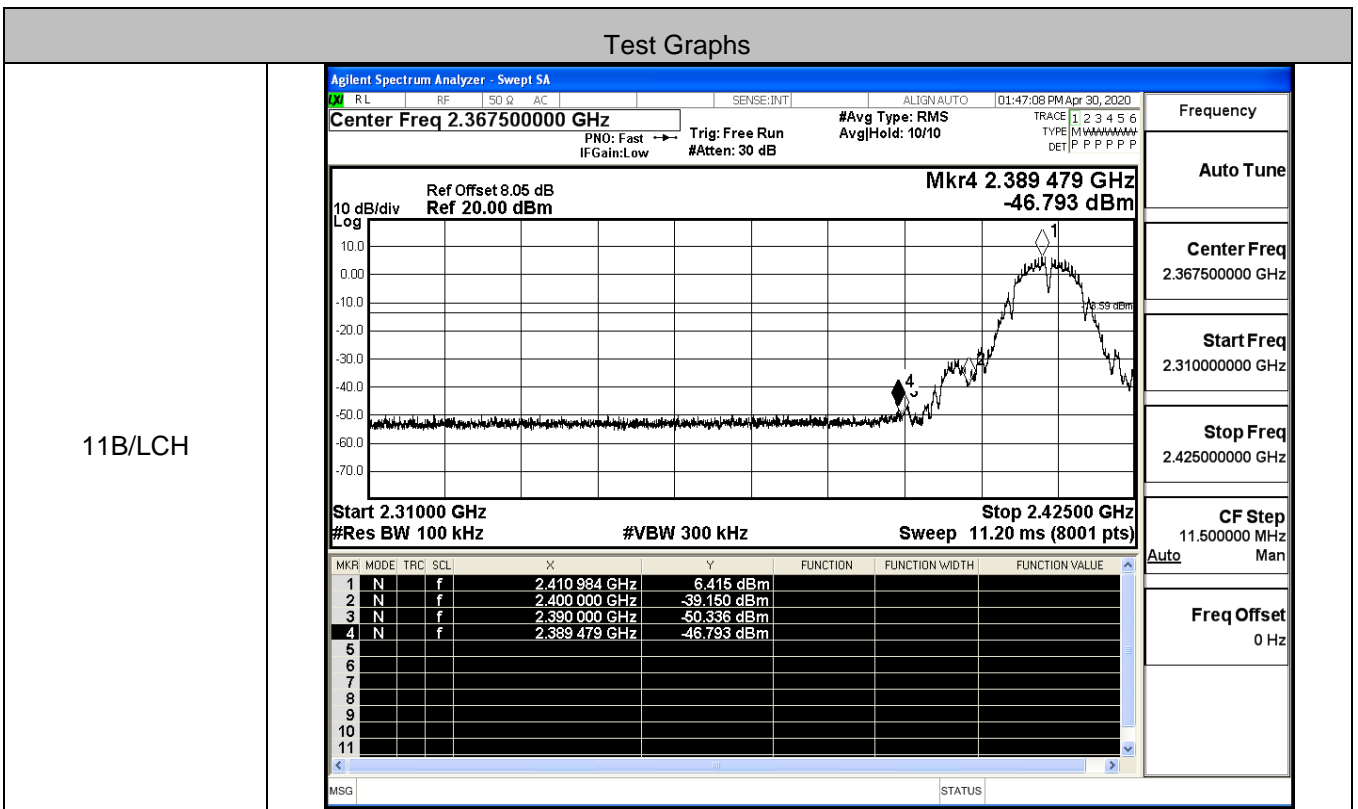 Test Graphs
11B/LCH
Agilent Spectrum Analyzer - Swept SA
LXI RL RF 50 Ω AC SENSE:INT ALIGN AUTO 01:47:08 PM Apr 30, 2020
Center Freq 2.367500000 GHz
PNO: Fast
IFGain:Low
Trig: Free Run
#Atten: 30 dB
#Avg Type: RMS
Avg|Hold: 10/10
TRACE 1 2 3 4 5 6
TYPE M WWWWW
DET P P P P P P
Mkr4 2.389 479 GHz
-46.793 dBm
Ref Offset 8.05 dB
10 dB/div Ref 20.00 dBm
Log
10.0
0.00
-10.0
-20.0
-30.0
-40.0
-50.0
-60.0
-70.0
1
2
4
Start 2.31000 GHz Stop 2.42500 GHz
#Res BW 100 kHz #VBW 300 kHz Sweep 11.20 ms (8001 pts)
MKR MODE TRC SCL X Y FUNCTION FUNCTION WIDTH FUNCTION VALUE
1 N f 2.410 984 GHz 6.415 dBm
2 N f 2.400 000 GHz -39.150 dBm
3 N f 2.390 000 GHz -50.336 dBm
4 N f 2.389 479 GHz -46.793 dBm
5
6
7
8
9
10
11
MSG STATUS
Frequency
Auto Tune
Center Freq
2.367500000 GHz
Start Freq
2.310000000 GHz
Stop Freq
2.425000000 GHz
CF Step
11.500000 MHz
Auto Man
Freq Offset
0 Hz